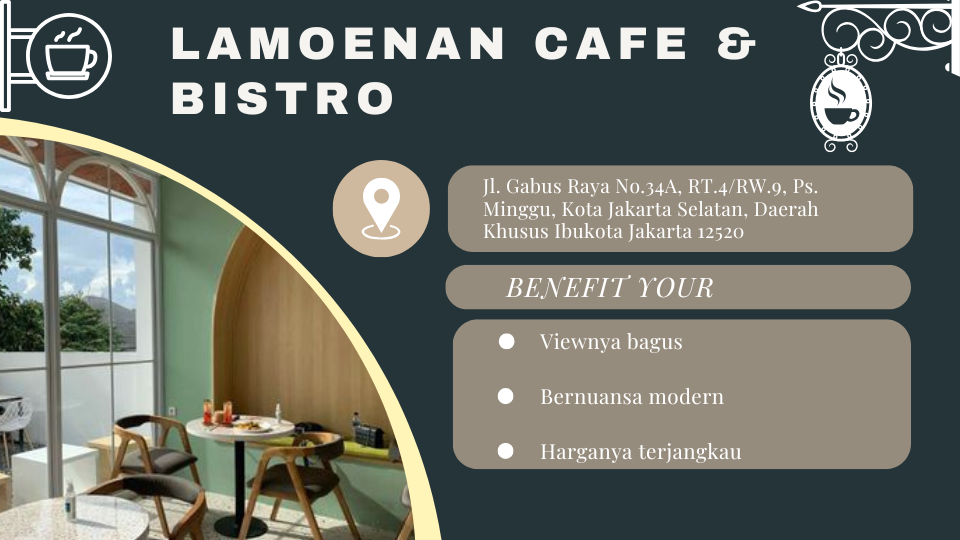 LAMOENAN CAFE &
BISTRO
Jl. Gabus Raya No.34A, RT.4/RW.9, Ps.
Minggu, Kota Jakarta Selatan, Daerah
Khusus Ibukota Jakarta 12520
BENEFIT YOUR
Viewnya bagus
Bernuansa modern
Harganya terjangkau